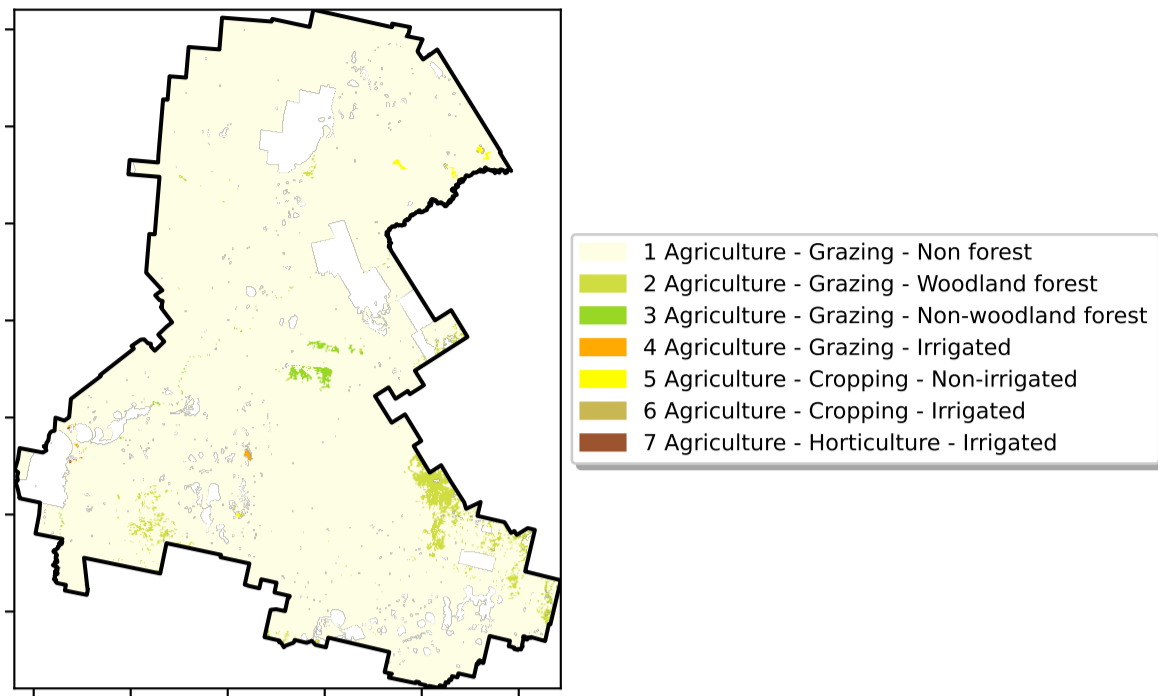 1 Agriculture - Grazing - Non forest
2 Agriculture - Grazing - Woodland forest
3 Agriculture - Grazing - Non-woodland forest
4 Agriculture - Grazing - Irrigated
5 Agriculture - Cropping - Non-irrigated
6 Agriculture - Cropping - Irrigated
7 Agriculture - Horticulture - Irrigated